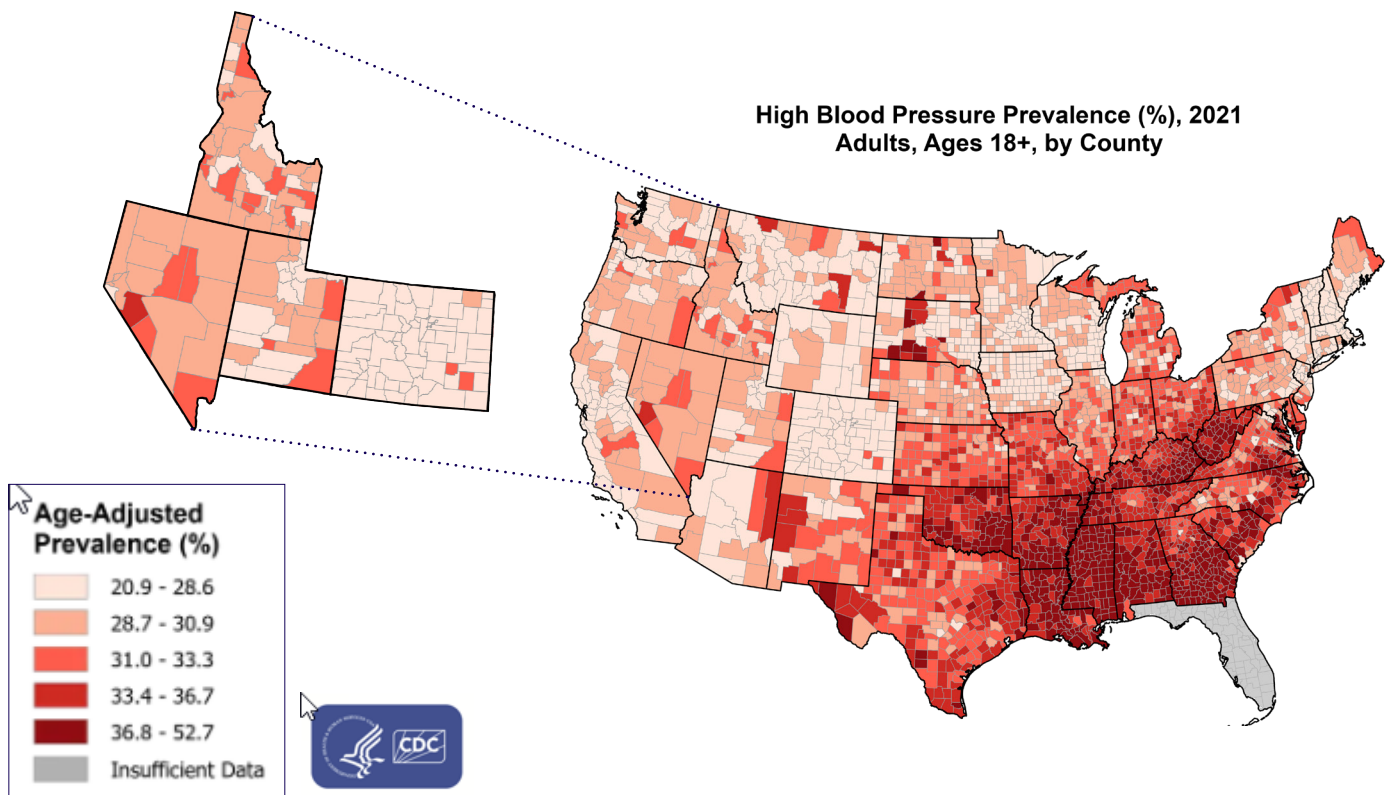 High Blood Pressure Prevalence (%), 2021
Adults, Ages 18+, by County
Age-Adjusted
Prevalence (%)
20.9 - 28.6
28.7 - 30.9
31.0 - 33.3
33.4 - 36.7
36.8 - 52.7
Insufficient Data
CDC